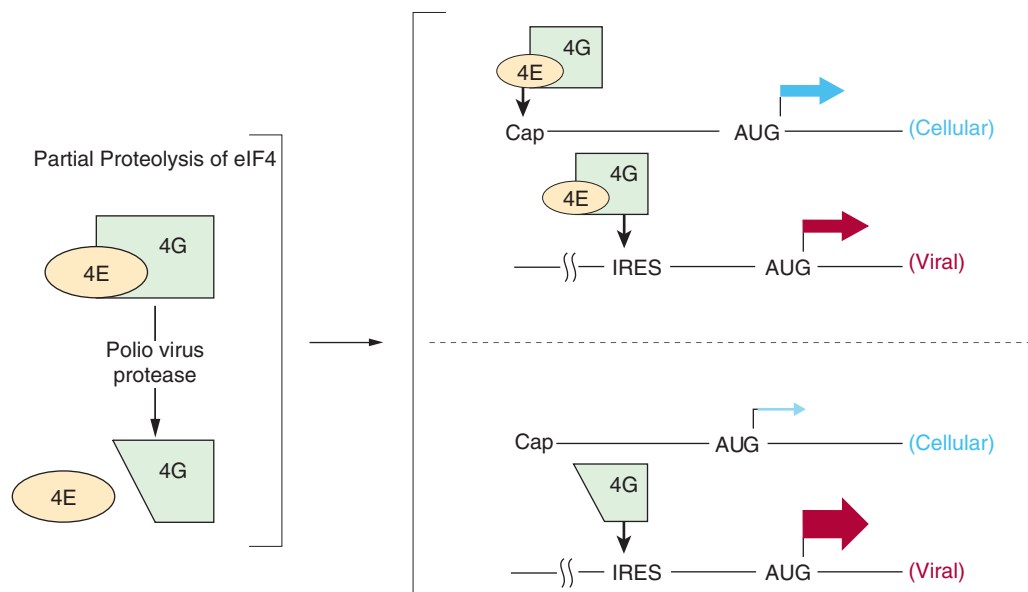 Partial Proteolysis of eIF4
4G
4E
Polio virus
protease
4G
4E
4G
4E
Cap
AUG
(Cellular)
4G
4E
IRES
AUG
(Viral)
Cap
AUG
(Cellular)
4G
IRES
AUG
(Viral)